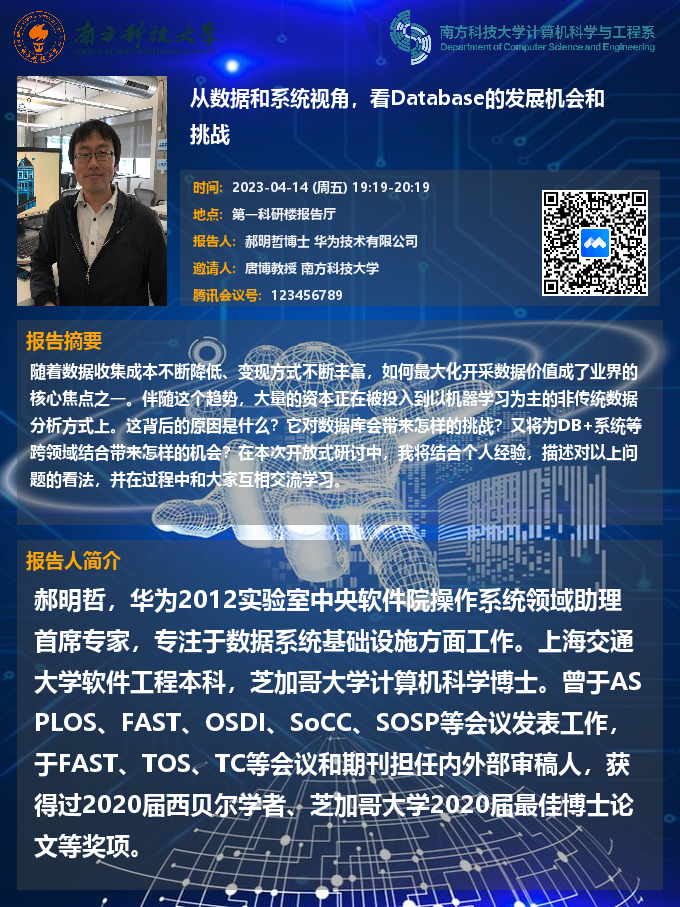 南方科技大学
南方科技大学计算机科学与工程系
Department of Computer Science and Engineering
从数据和系统视角，看Database的发展机会和
挑战
时间：2023-04-14 (周五) 19:19-20:19
地点：第一科研楼报告厅
报告人：郝明哲博士 华为技术有限公司
邀请人：唐博教授 南方科技大学
腾讯会议号：123456789
报告摘要
随着数据收集成本不断降低、变现方式不断丰富，如何最大化开采数据价值成了业界的
核心焦点之一。伴随这个趋势，大量的资本正在被投入到以机器学习为主的非传统数据
分析方式上。这背后的原因是什么？它对数据库会带来怎样的挑战？又将为DB+系统等
跨领域结合带来怎样的机会？在本次开放式研讨中，我将结合个人经验，描述对以上问
题的看法，并在过程中和大家互相交流学习。
报告人简介
郝明哲，华为2012实验室中央软件院操作系统领域助理
首席专家，专注于数据系统基础设施方面工作。上海交通
大学软件工程本科，芝加哥大学计算机科学博士。曾于AS
PLOS、FAST、OSDI、SoCC、SOSP等会议发表工作，
于FAST、TOS、TC等会议和期刊担任内外部审稿人，获
得过2020届西贝尔学者、芝加哥大学2020届最佳博士论
文等奖项。